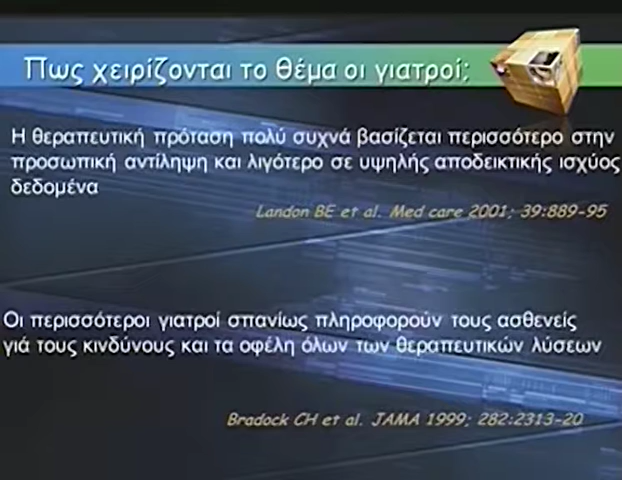 Πως χειρίζονται το θέμα οι γιατροί;
Η θεραπευτική πρόταση πολύ συχνά βασίζεται περισσότερο στην
προσωπική αντίληψη και λιγότερο σε υψηλής αποδεικτικής ισχύος
δεδομένα
Landon BE et al. Med care 2001; 39:889-95
Οι περισσότεροι γιατροί σπανίως πληροφορούν τους ασθενείς
γιά τους κινδύνους και τα οφέλη όλων των θεραπευτικών λύσεων
Bradock CH et al. JAMA 1999; 282:2313-20